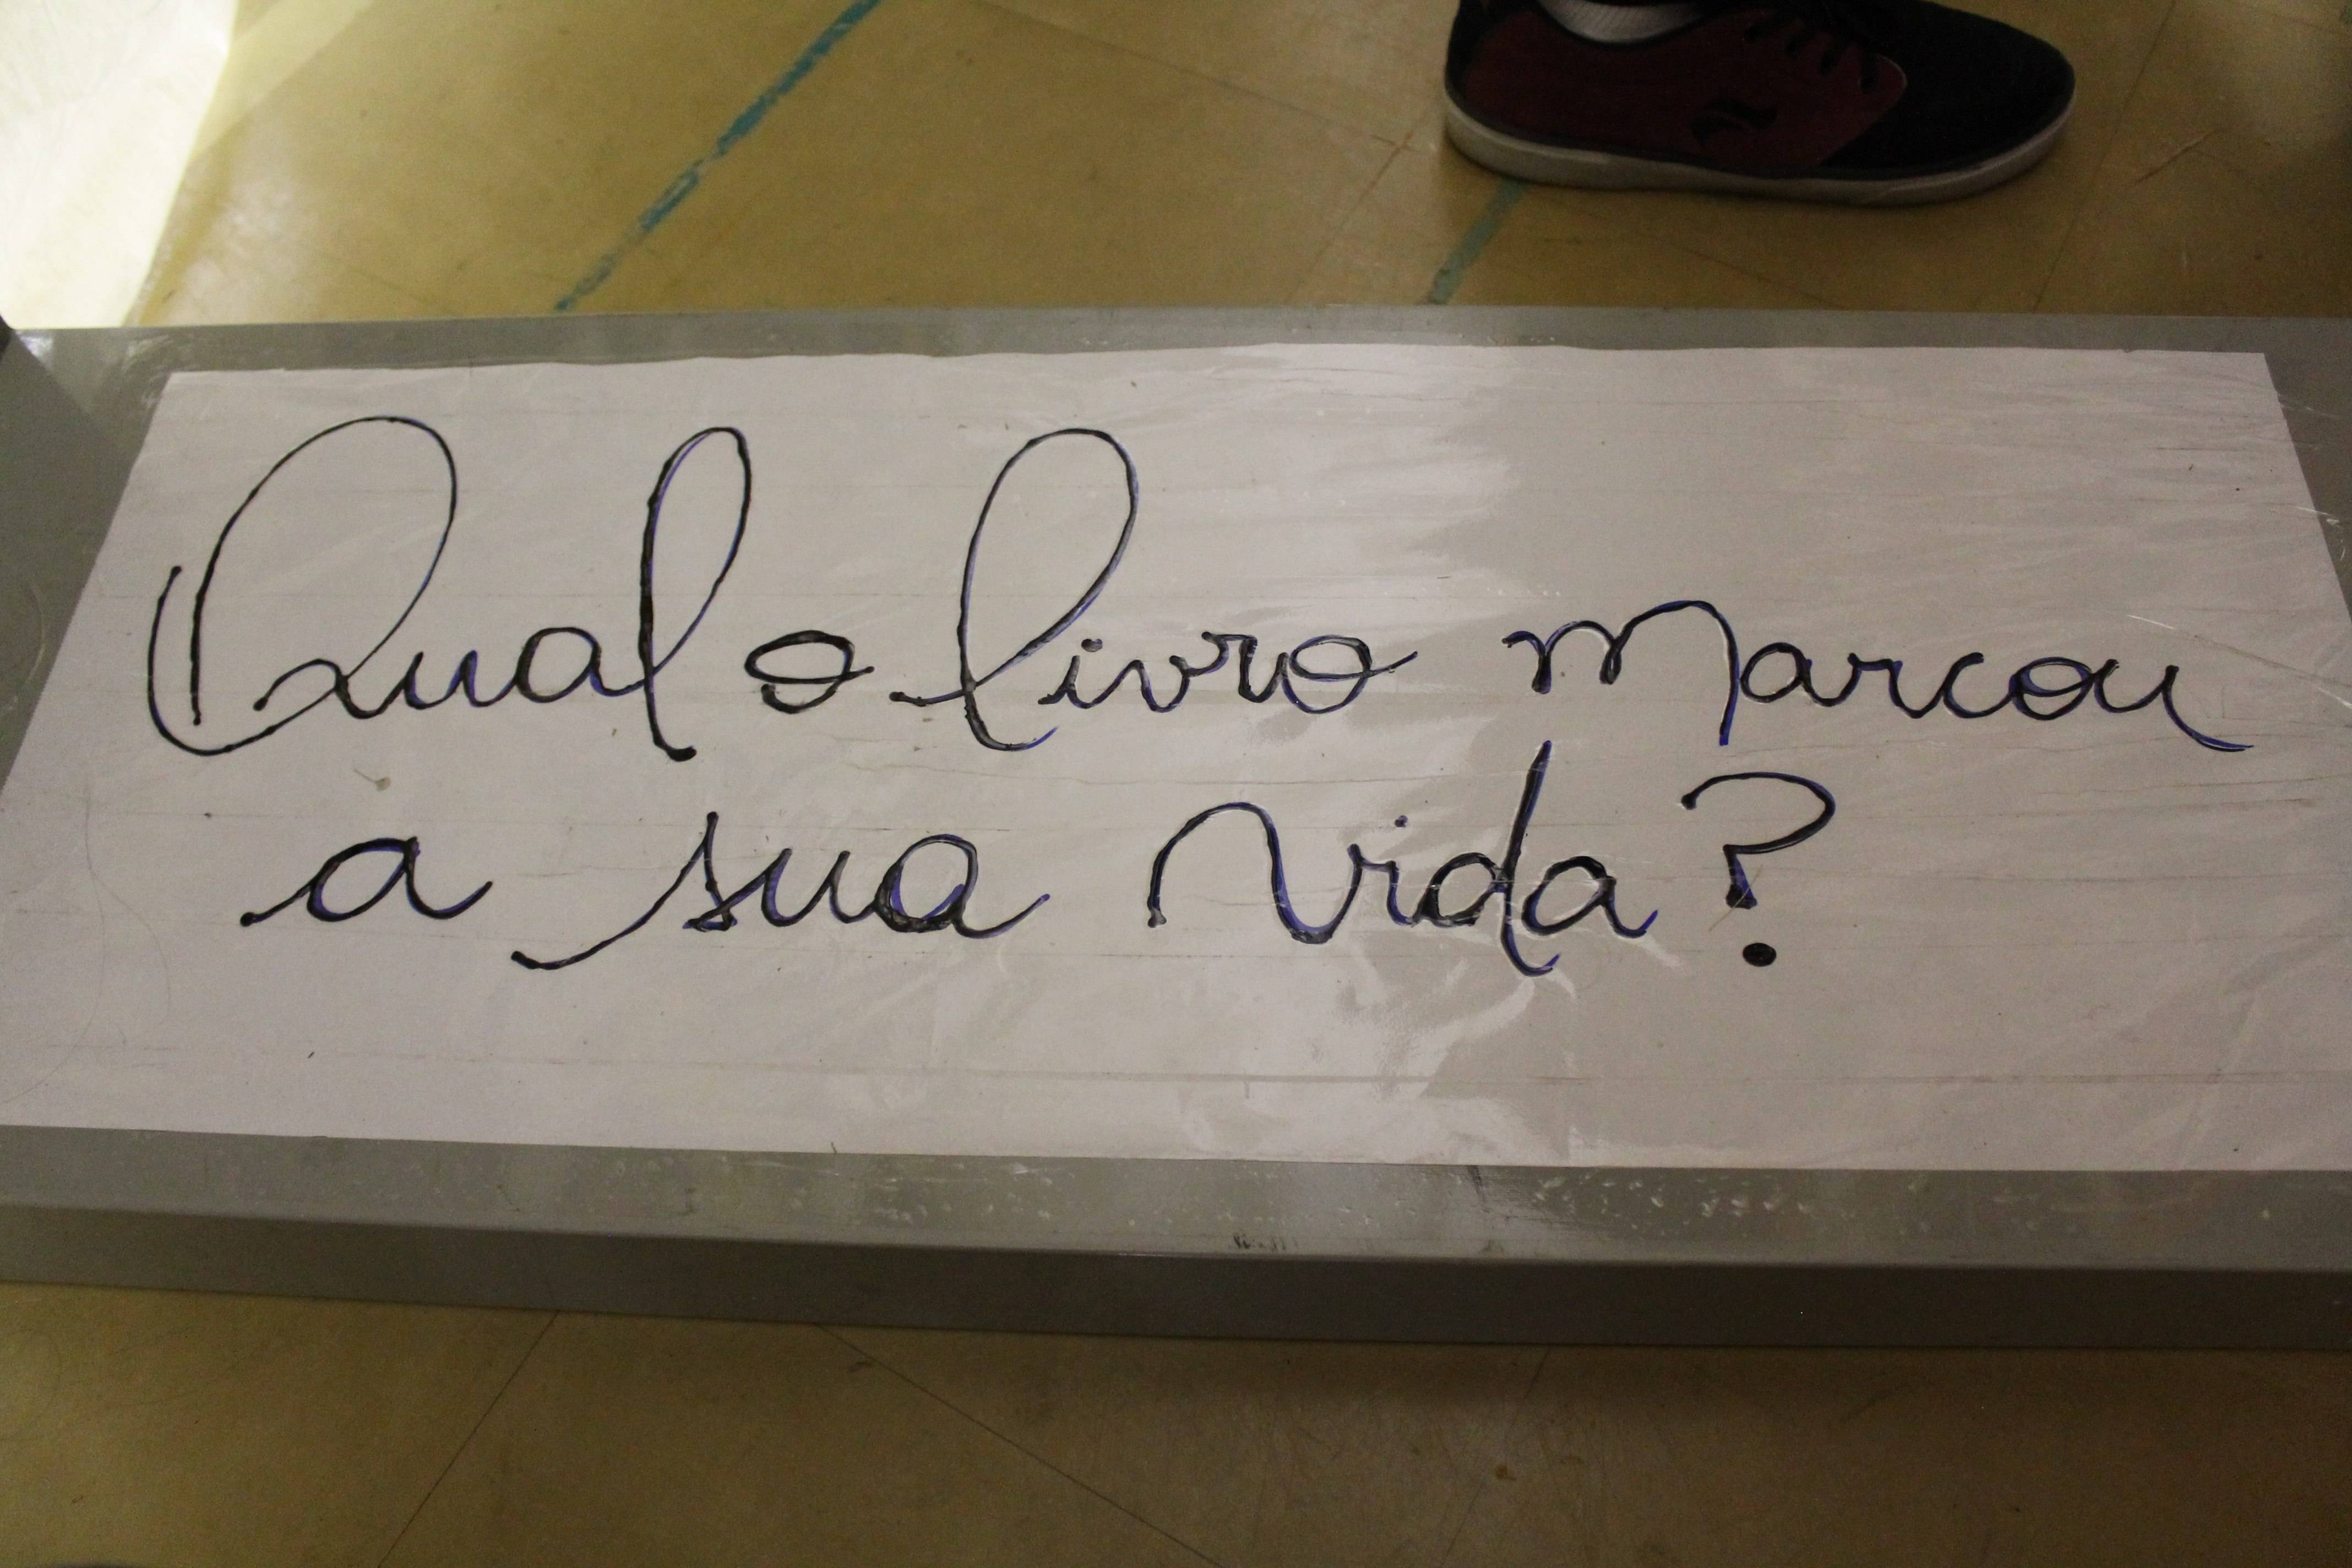 Qual o livro marcou
a sua vida?